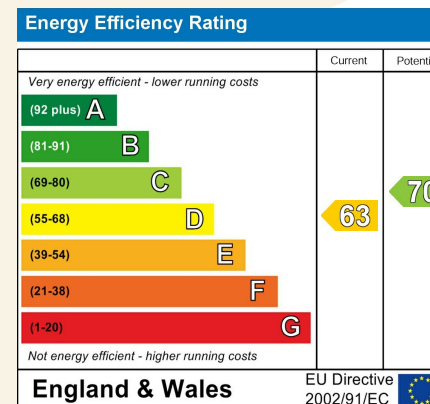 Energy Efficiency Rating
Current Potenti
Very energy efficient - lower running costs
(92 plus) A
(81-91) B
(69-80) C
(55-68) D
(39-54) E
(21-38) F
(1-20) G
63
70
Not energy efficient - higher running costs
England & Wales
EU Directive
2002/91/EC